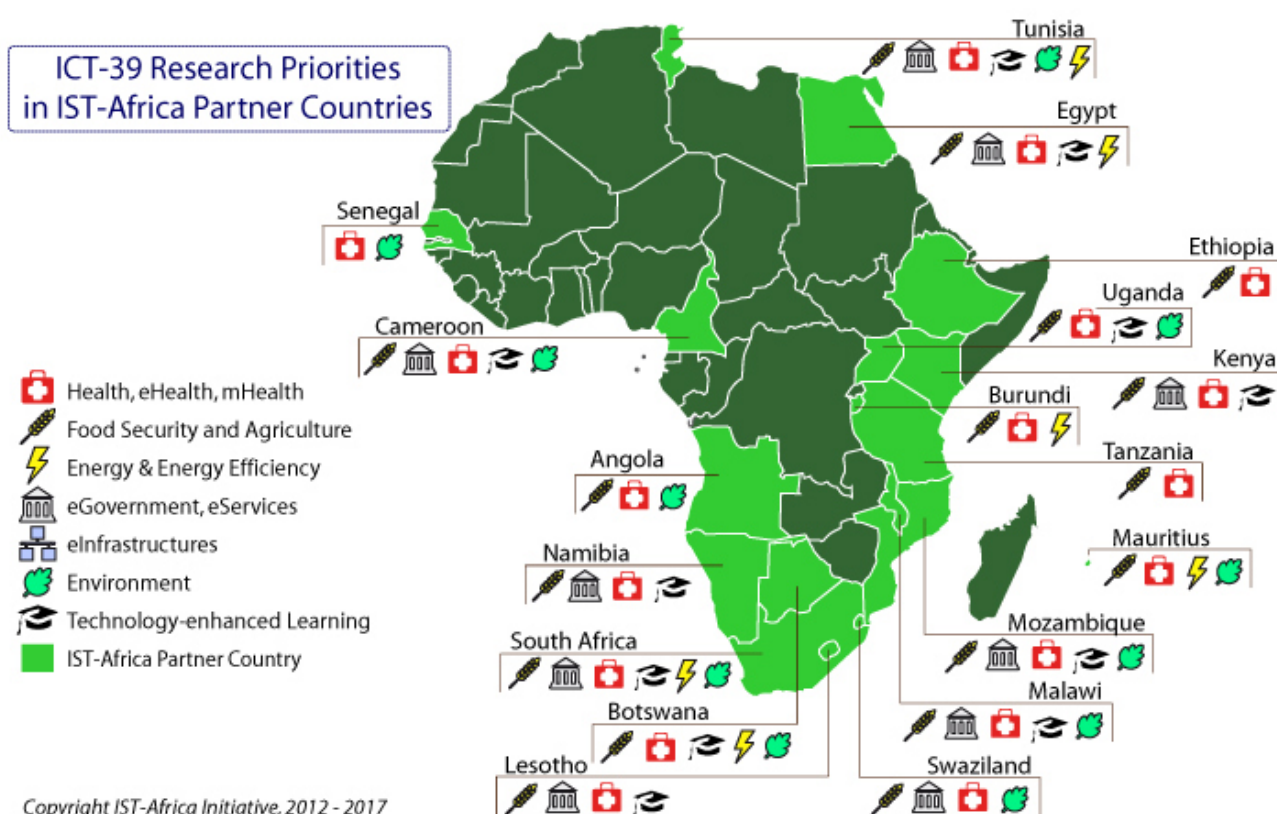 ICT-39 Research Priorities
in IST-Africa Partner Countries
Tunisia
Egypt
Senegal
Ethiopia
Uganda
Cameroon
Kenya
Burundi
Health, eHealth, mHealth
Food Security and Agriculture
Energy & Energy Efficiency
eGovernment, eServices
eInfrastructures
Environment
Technology-enhanced Learning
IST-Africa Partner Country
Angola
Tanzania
Namibia
Mauritius
South Africa
Mozambique
Botswana
Malawi
Lesotho
Swaziland
Copyright IST-Africa Initiative, 2012 - 2017